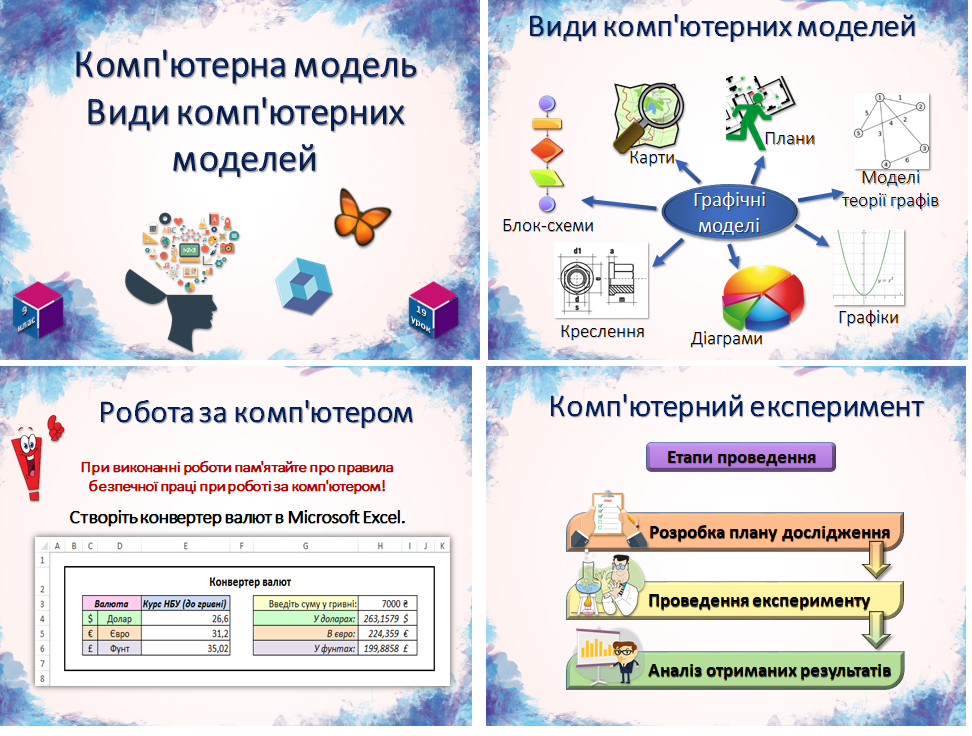 Комп'ютерна модель
Види комп'ютерних
моделей
9
клас
19
урок
Види комп'ютерних моделей
Карти
Плани
Моделі
теорії графів
Графічні
моделі
Блок-схеми
Креслення
Діаграми
Графіки
Робота за комп'ютером
При виконанні роботи пам'ятайте про правила
безпечної праці при роботі за комп'ютером!
Створіть конвертер валют в Microsoft Excel.
A B C D E F G H I J K
1
2 Конвертер валют
3 Валюта Курс НБУ (до гривні) Введіть суму у гривні: 7000 ₴
4 $ Долар 26,6 У доларах: 263,1579 $
5 € Євро 31,2 В євро: 224,359 €
6 £ Фунт 35,02 У фунтах: 199,8858 £
7
8
Комп'ютерний експеримент
Етапи проведення
Розробка плану дослідження
Проведення експерименту
Аналіз отриманих результатів